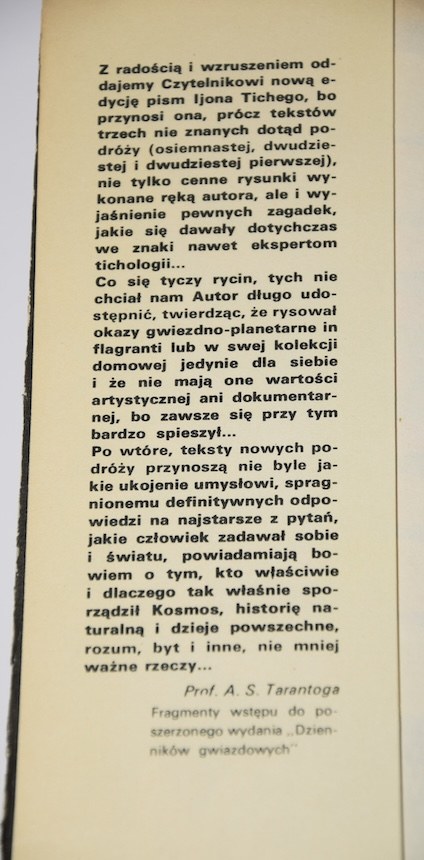 Z radością i wzruszeniem od-
dajemy Czytelnikowi nową e-
dycję pism Ijona Tichego, bo
przynosi ona, prócz tekstów
trzech nie znanych dotąd po-
dróży (osiemnastej, dwudzie-
stej i dwudziestej pierwszej),
nie tylko cenne rysunki wy-
konane ręką autora, ale i wy-
jaśnienie pewnych zagadek,
jakie się dawały dotychczas
we znaki nawet ekspertom
tichologii...
Co się tyczy rycin, tych nie
chciał nam Autor długo udo-
stępnić, twierdząc, że rysował
okazy gwiezdno-planetarne in
flagranti lub w swej kolekcji
domowej jedynie dla siebie
i że nie mają one wartości
artystycznej ani dokumentar-
nej, bo zawsze się przy tym
bardzo spieszył...
Po wtóre, teksty nowych po-
dróży przynoszą nie byle ja-
kie ukojenie umysłowi, sprag-
nionemu definitywnych odpo-
wiedzi na najstarsze z pytań,
jakie człowiek zadawał sobie
i światu, powiadamiają bo-
wiem o tym, kto właściwie
i dlaczego tak właśnie spo-
rządził Kosmos, historię na-
turalną i dzieje powszechne,
rozum, byt i inne, nie mniej
ważne rzeczy...
Prof. A. S. Tarantoga
Fragmenty wstępu do po-
szerzonego wydania „Dzien-
ników gwiazdowych"